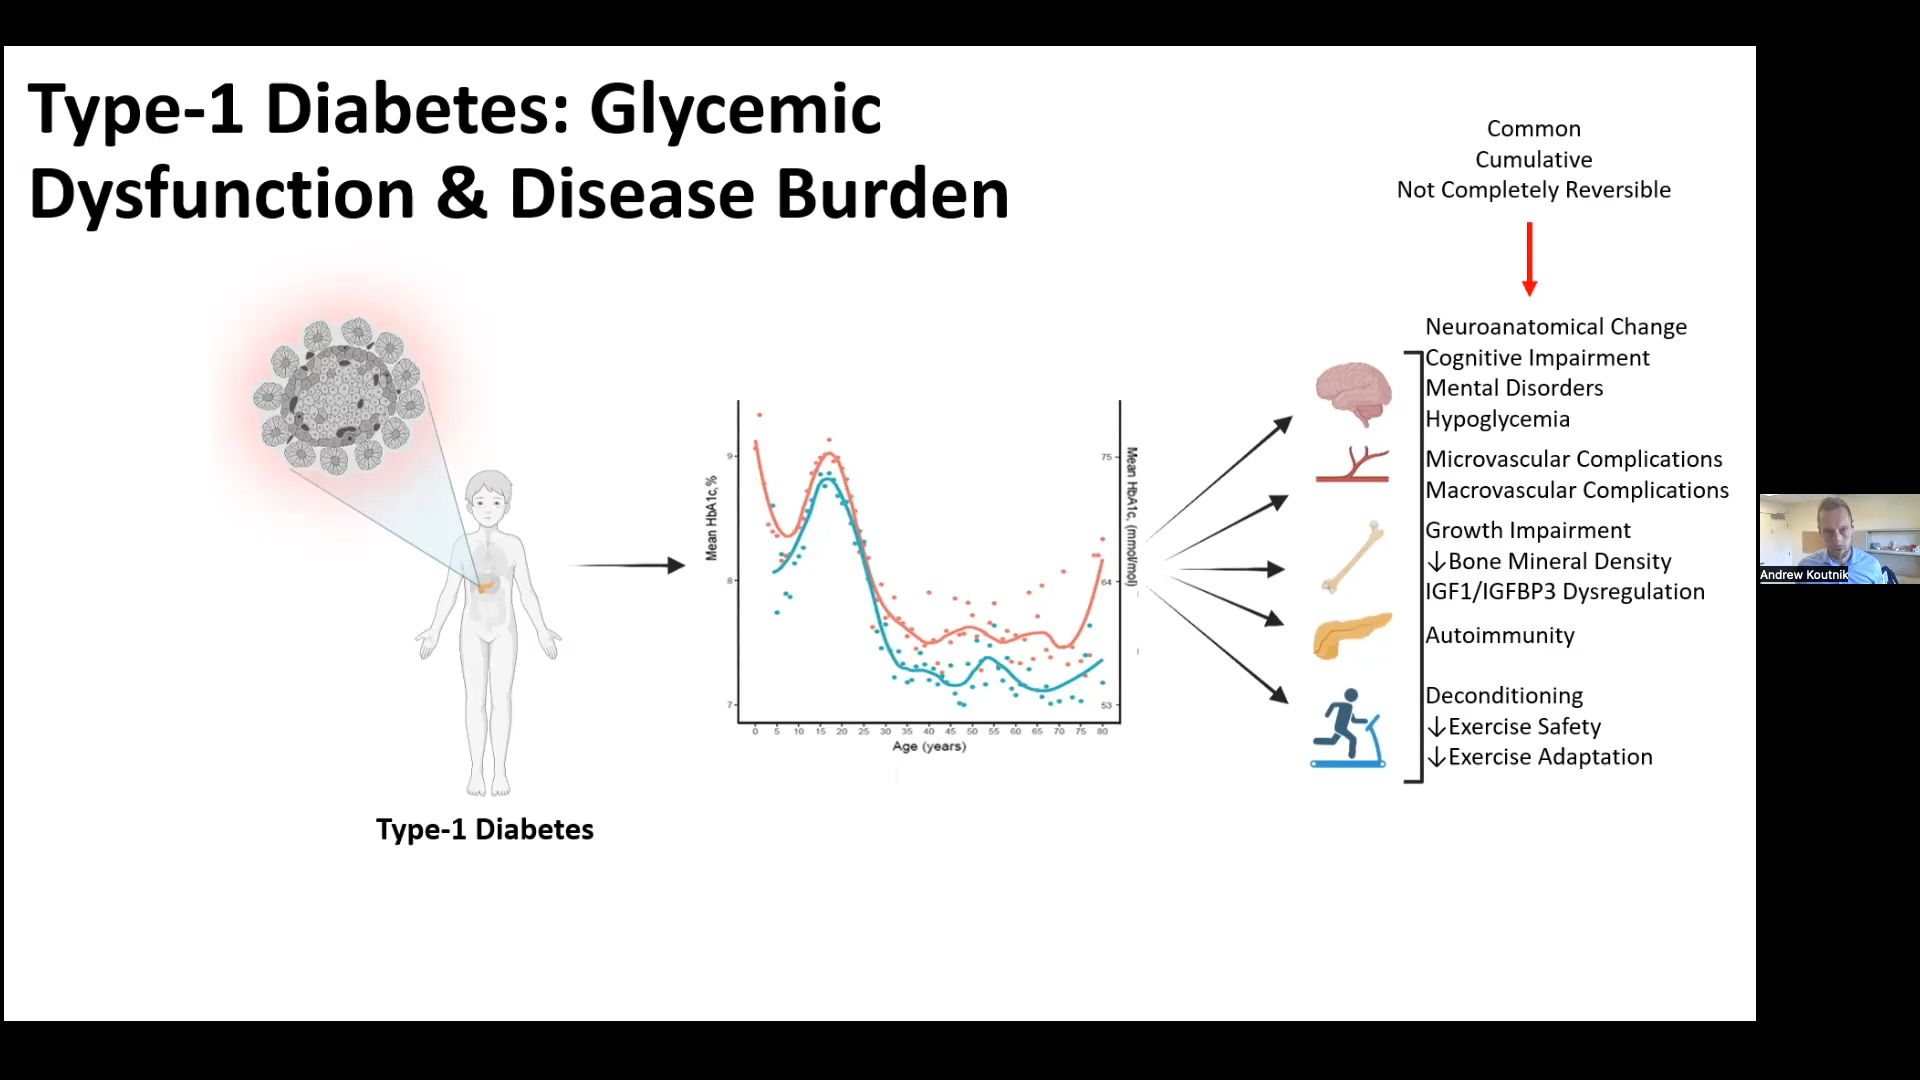 Type-1 Diabetes: Glycemic
Dysfunction & Disease Burden
Common
Cumulative
Not Completely Reversible
Neuroanatomical Change
Cognitive Impairment
Mental Disorders
Hypoglycemia
Microvascular Complications
Macrovascular Complications
Growth Impairment
↓Bone Mineral Density
IGF1/IGFBP3 Dysregulation
Autoimmunity
Deconditioning
↓Exercise Safety
↓Exercise Adaptation
Mean HbA1c,%
9
8
7
0 5 10 15 20 25 30 35 40 45 50 55 60 65 70 75 80
Age (years)
75
64
53
Mean HbA1c, (mmol/mol)
Type-1 Diabetes
Andrew Koutnik